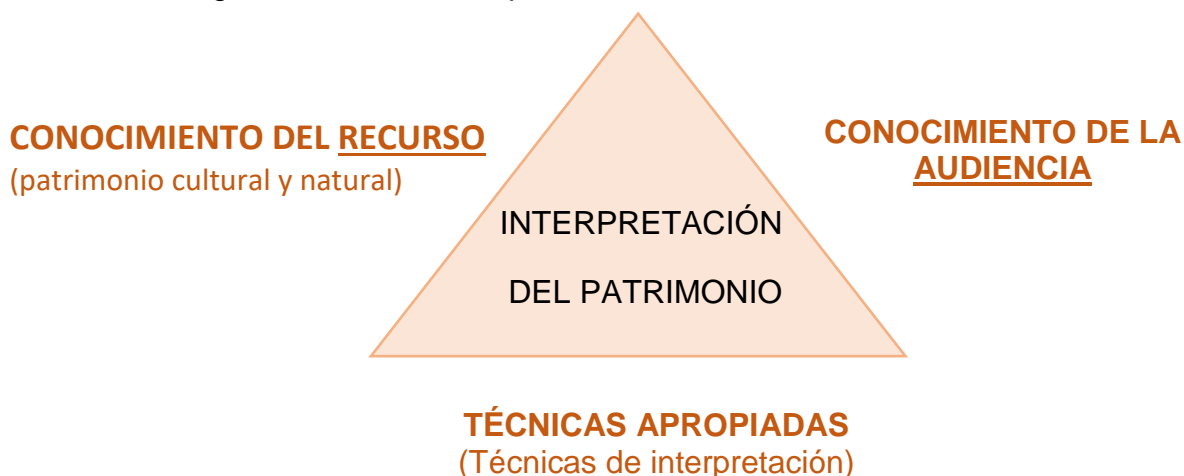 CONOCIMIENTO DEL RECURSO
(patrimonio cultural y natural)
CONOCIMIENTO DE LA
AUDIENCIA
INTERPRETACIÓN
DEL PATRIMONIO
TÉCNICAS APROPIADAS
(Técnicas de interpretación)